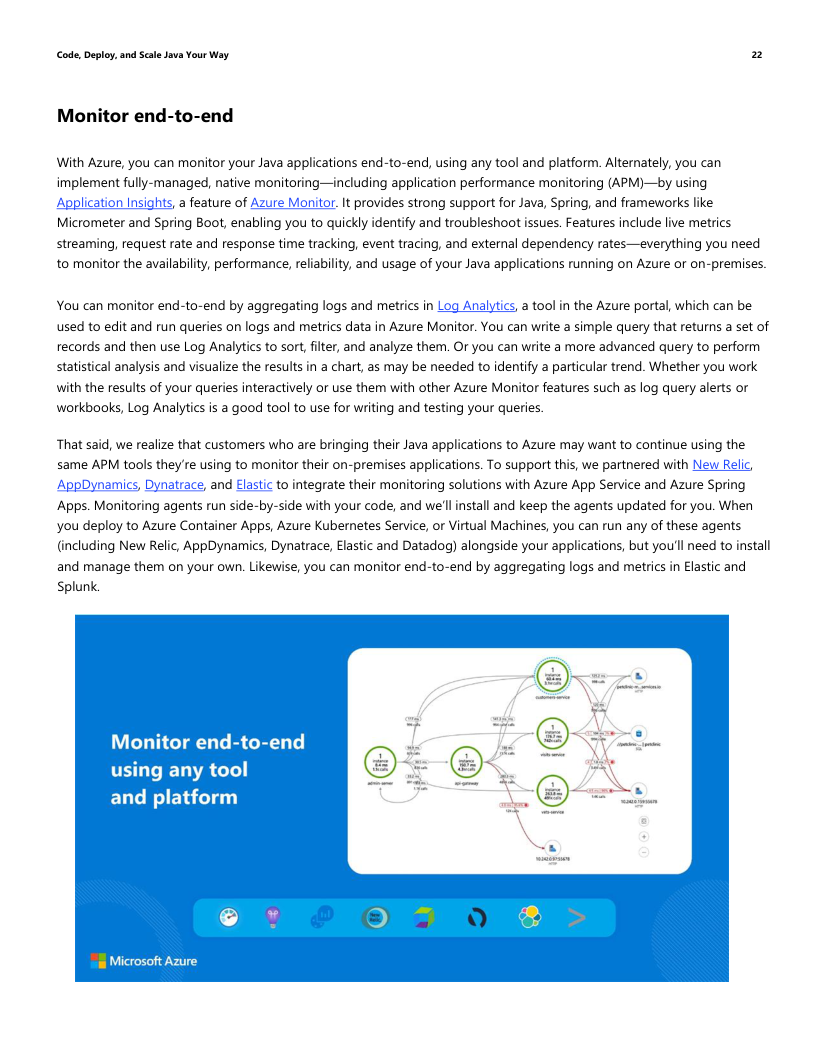 Code, Deploy, and Scale Java Your Way 22
Monitor end-to-end
With Azure, you can monitor your Java applications end-to-end, using any tool and platform. Alternately, you can
implement fully-managed, native monitoring—including application performance monitoring (APM)—by using
Application Insights, a feature of Azure Monitor. It provides strong support for Java, Spring, and frameworks like
Micrometer and Spring Boot, enabling you to quickly identify and troubleshoot issues. Features include live metrics
streaming, request rate and response time tracking, event tracing, and external dependency rates—everything you need
to monitor the availability, performance, reliability, and usage of your Java applications running on Azure or on-premises.
You can monitor end-to-end by aggregating logs and metrics in Log Analytics, a tool in the Azure portal, which can be
used to edit and run queries on logs and metrics data in Azure Monitor. You can write a simple query that returns a set of
records and then use Log Analytics to sort, filter, and analyze them. Or you can write a more advanced query to perform
statistical analysis and visualize the results in a chart, as may be needed to identify a particular trend. Whether you work
with the results of your queries interactively or use them with other Azure Monitor features such as log query alerts or
workbooks, Log Analytics is a good tool to use for writing and testing your queries.
That said, we realize that customers who are bringing their Java applications to Azure may want to continue using the
same APM tools they're using to monitor their on-premises applications. To support this, we partnered with New Relic,
AppDynamics, Dynatrace, and Elastic to integrate their monitoring solutions with Azure App Service and Azure Spring
Apps. Monitoring agents run side-by-side with your code, and we'll install and keep the agents updated for you. When
you deploy to Azure Container Apps, Azure Kubernetes Service, or Virtual Machines, you can run any of these agents
(including New Relic, AppDynamics, Dynatrace, Elastic and Datadog) alongside your applications, but you'll need to install
and manage them on your own. Likewise, you can monitor end-to-end by aggregating logs and metrics in Elastic and
Splunk.
Monitor end-to-end
using any tool
and platform
1
instance
customers-service
1
instance
visits-service
1
instance
admin-server
1
instance
api-gateway
1
instance
vets-service
New Relic
Microsoft Azure